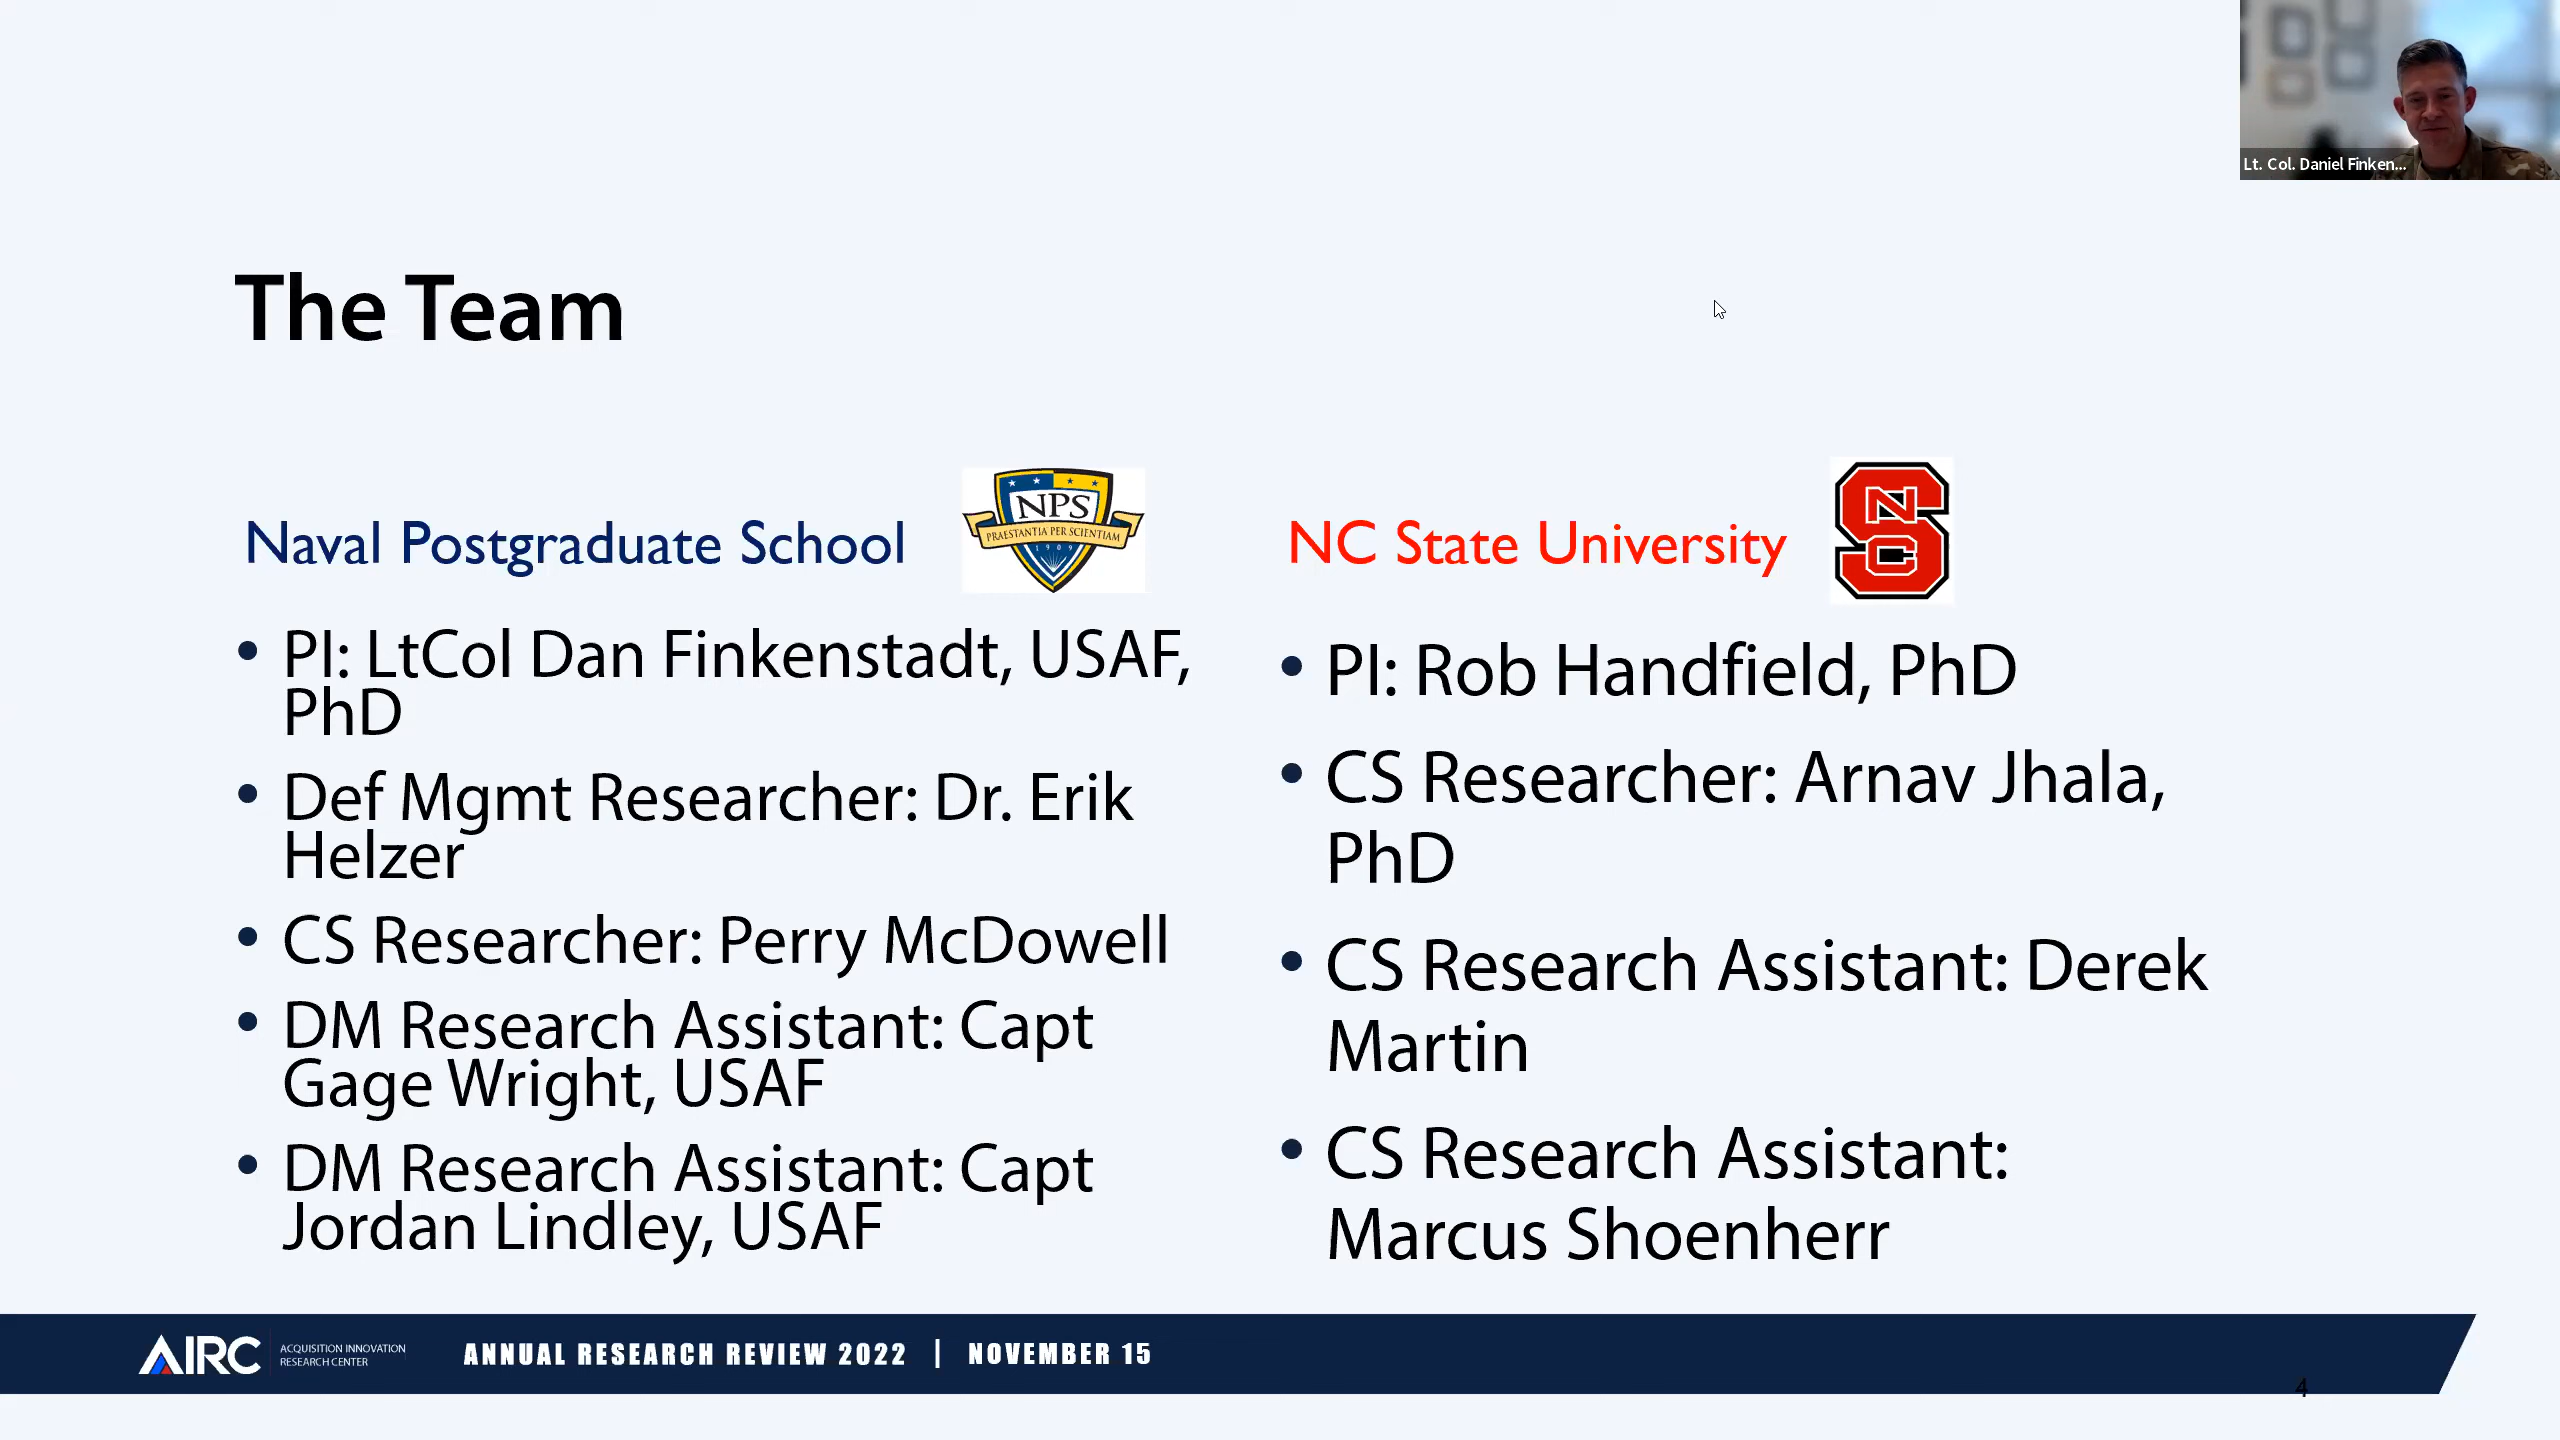 Lt. Col. Daniel Finken...
The Team
Naval Postgraduate School
NPS
PRAESTANTIA PER SCIENTIAM
1909
• PI: LtCol Dan Finkenstadt, USAF,
PhD
• Def Mgmt Researcher: Dr. Erik
Helzer
• CS Researcher: Perry McDowell
• DM Research Assistant: Capt
Gage Wright, USAF
• DM Research Assistant: Capt
Jordan Lindley, USAF
NC State University
NCS
• PI: Rob Handfield, PhD
• CS Researcher: Arnav Jhala,
PhD
• CS Research Assistant: Derek
Martin
• CS Research Assistant:
Marcus Shoenherr
AIRC
ACQUISITION INNOVATION
RESEARCH CENTER
ANNUAL RESEARCH REVIEW 2022 | NOVEMBER 15
4